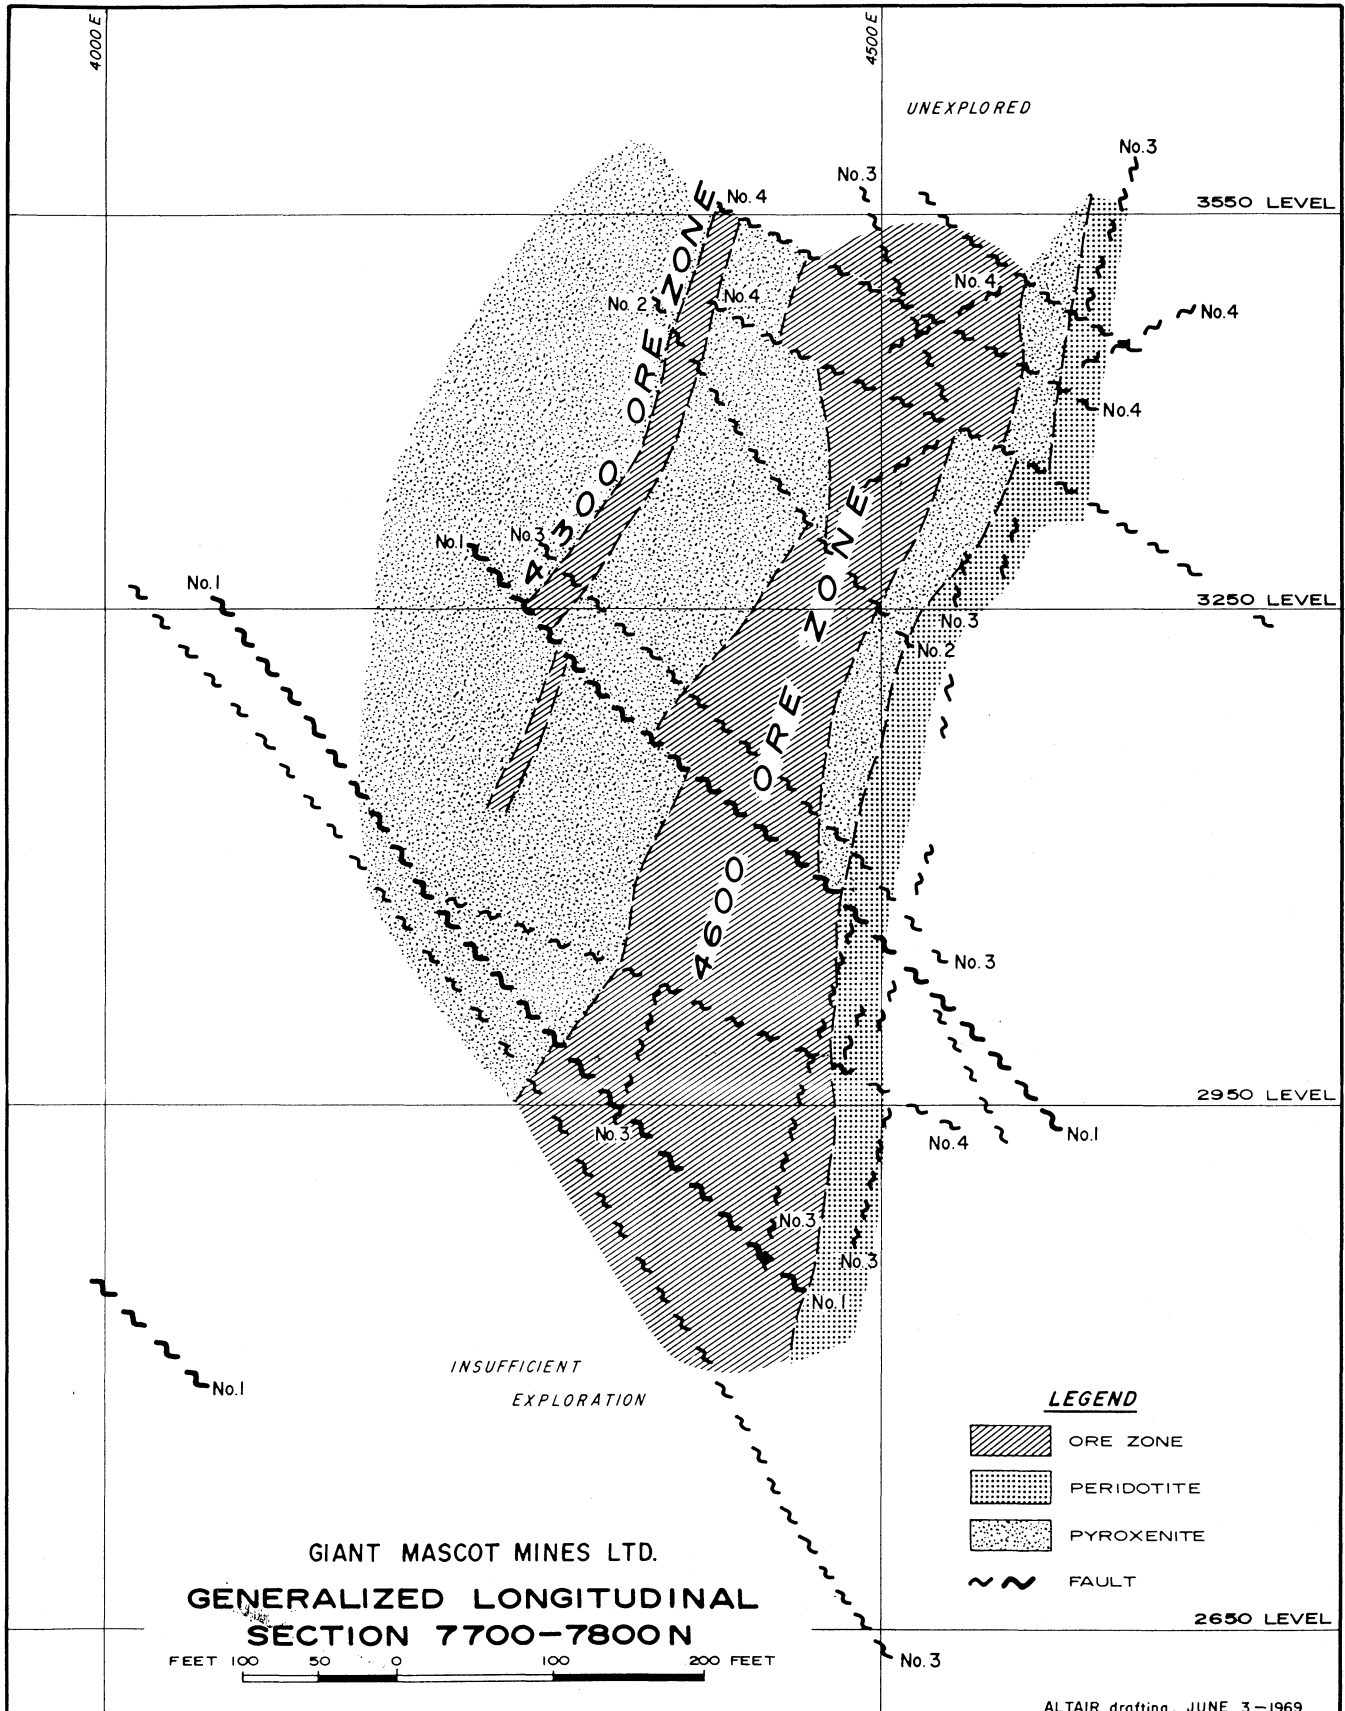 4000 E
4500 E
UNEXPLORED
No.3
No.3
No.4
3550 LEVEL
No. 2
No.4
No. 4
No.4
No.4
4300 ORE ZONE
No.1
No.3
No.1
3250 LEVEL
No.3
No.2
4600 ORE ZONE
No.3
2950 LEVEL
No.3
No.4
No.1
No.3
No.3
No.1
No.1
INSUFFICIENT
EXPLORATION
LEGEND
ORE ZONE
PERIDOTITE
PYROXENITE
FAULT
GIANT MASCOT MINES LTD.
GENERALIZED LONGITUDINAL
SECTION 7700-7800N
2650 LEVEL
FEET 100 50 0 100 200 FEET
No.3
ALTAIR drafting, JUNE 3-1969